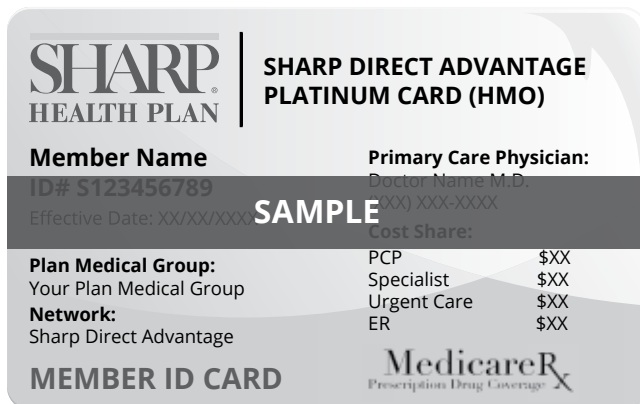 SHARP®
HEALTH PLAN
SHARP DIRECT ADVANTAGE
PLATINUM CARD (HMO)
Member Name
ID# S123456789
Effective Date: XX/XX/XXXX
Primary Care Physician:
Doctor Name M.D.
(XXX) XXX-XXXX
SAMPLE
Cost Share:
PCP $XX
Specialist $XX
Urgent Care $XX
ER $XX
Plan Medical Group:
Your Plan Medical Group
Network:
Sharp Direct Advantage
MEMBER ID CARD
MedicareRx
Prescription Drug Coverage